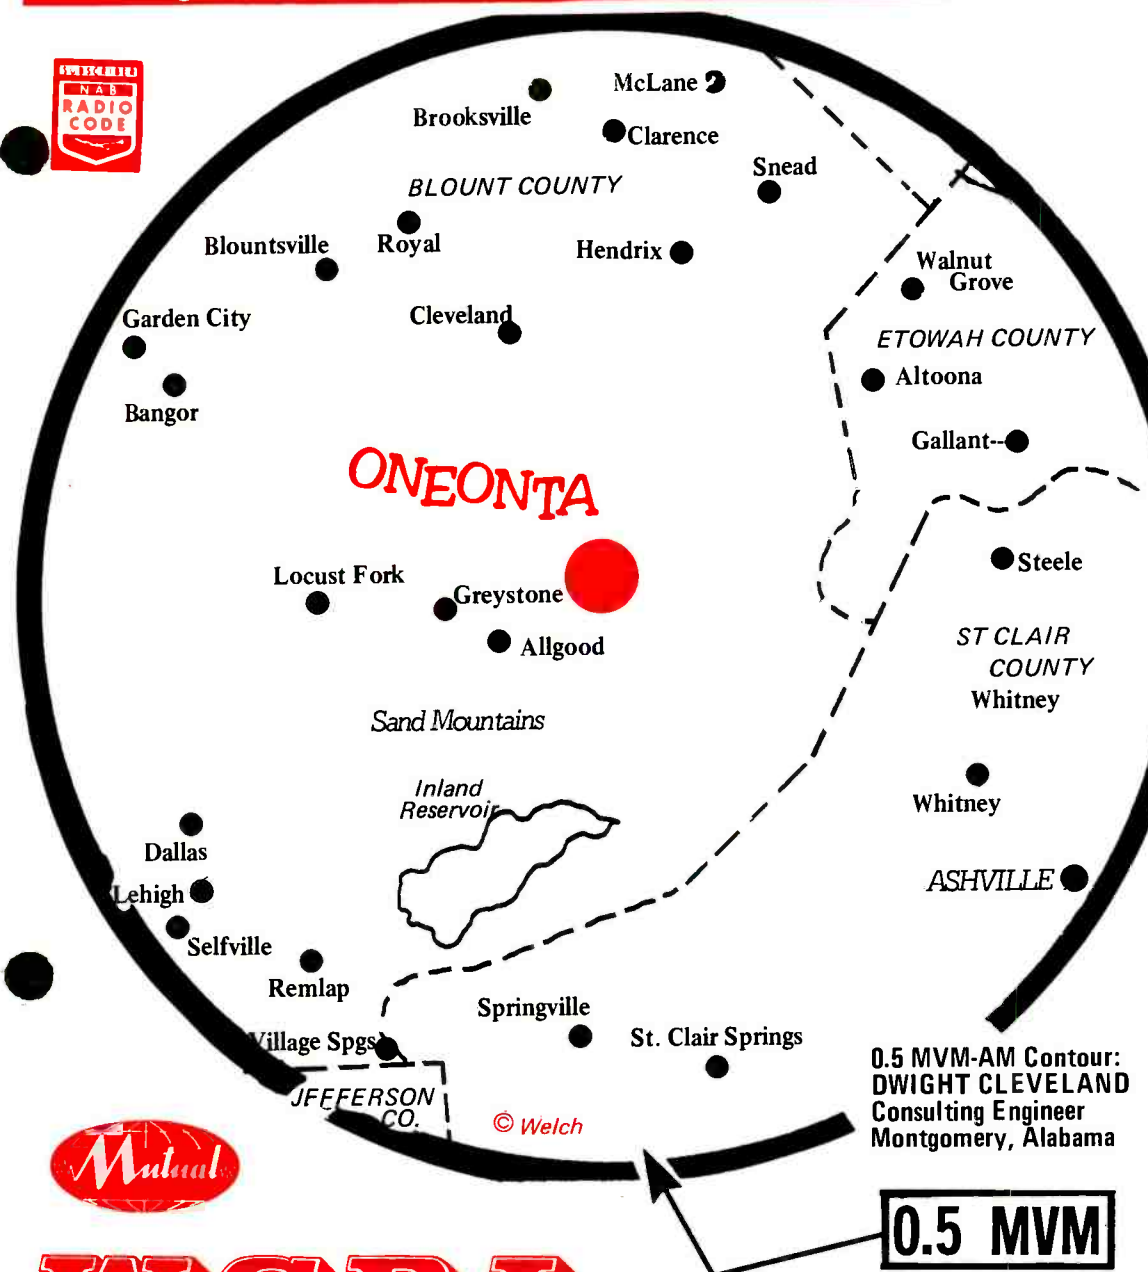 NAB
RADIO
CODE
McLane
Brooksville
Clarence
Snead
BLOUNT COUNTY
Blountsville
Royal
Hendrix
Walnut
Grove
Garden City
Cleveland
ETOWAH COUNTY
Altoona
Bangor
Gallant--
ONEONTA
Locust Fork
Greystone
Steele
Allgood
ST CLAIR
COUNTY
Whitney
Sand Mountains
Inland
Reservoir
Whitney
Dallas
ASHVILLE
Lehigh
Selfville
Remlap
Springville
Village Spgs
St. Clair Springs
JEFFERSON
CO.
© Welch
0.5 MVM-AM Contour:
DWIGHT CLEVELAND
Consulting Engineer
Montgomery, Alabama
Mutual
0.5 MVM